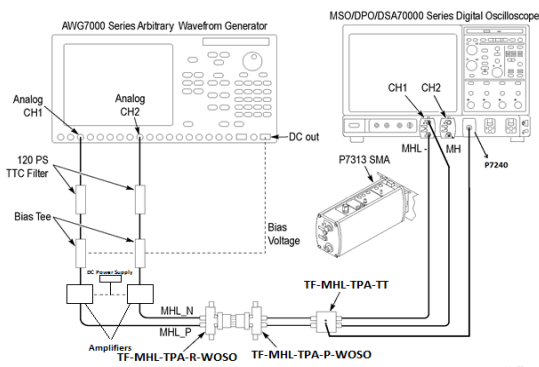 AWG7000 Series Arbitrary Wavefrom Generator
MSO/DPO/DSA70000 Series Digital Oscilloscope
Analog
CH1
Analog
CH2
DC out
CH1
CH2
MHL -
MH
P7240
P7313 SMA
120 PS
TTC Filter
Bias Tee
Bias
Voltage
DC Power Supply
Amplifiers
MHL_N
MHL_P
TF-MHL-TPA-TT
TF-MHL-TPA-R-WOSO
TF-MHL-TPA-P-WOSO